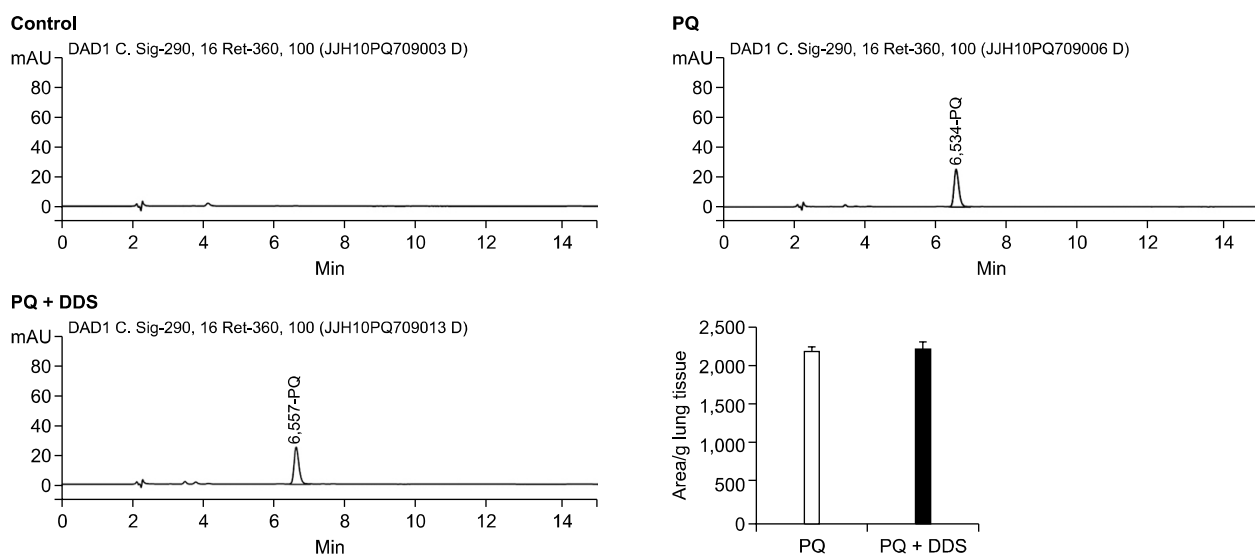 Control
DAD1 C. Sig-290, 16 Ret-360, 100 (JJH10PQ709003 D)
mAU
80
60
40
20
0
0 2 4 6 8 10 12 14
Min
PQ
DAD1 C. Sig-290, 16 Ret-360, 100 (JJH10PQ709006 D)
mAU
80
60
40
20
0
6,534-PQ
0 2 4 6 8 10 12 14
Min
PQ + DDS
DAD1 C. Sig-290, 16 Ret-360, 100 (JJH10PQ709013 D)
mAU
80
60
40
20
0
6,557-PQ
0 2 4 6 8 10 12 14
Min
Area/g lung tissue
2,500
2,000
1,500
1,000
500
0
PQ PQ + DDS